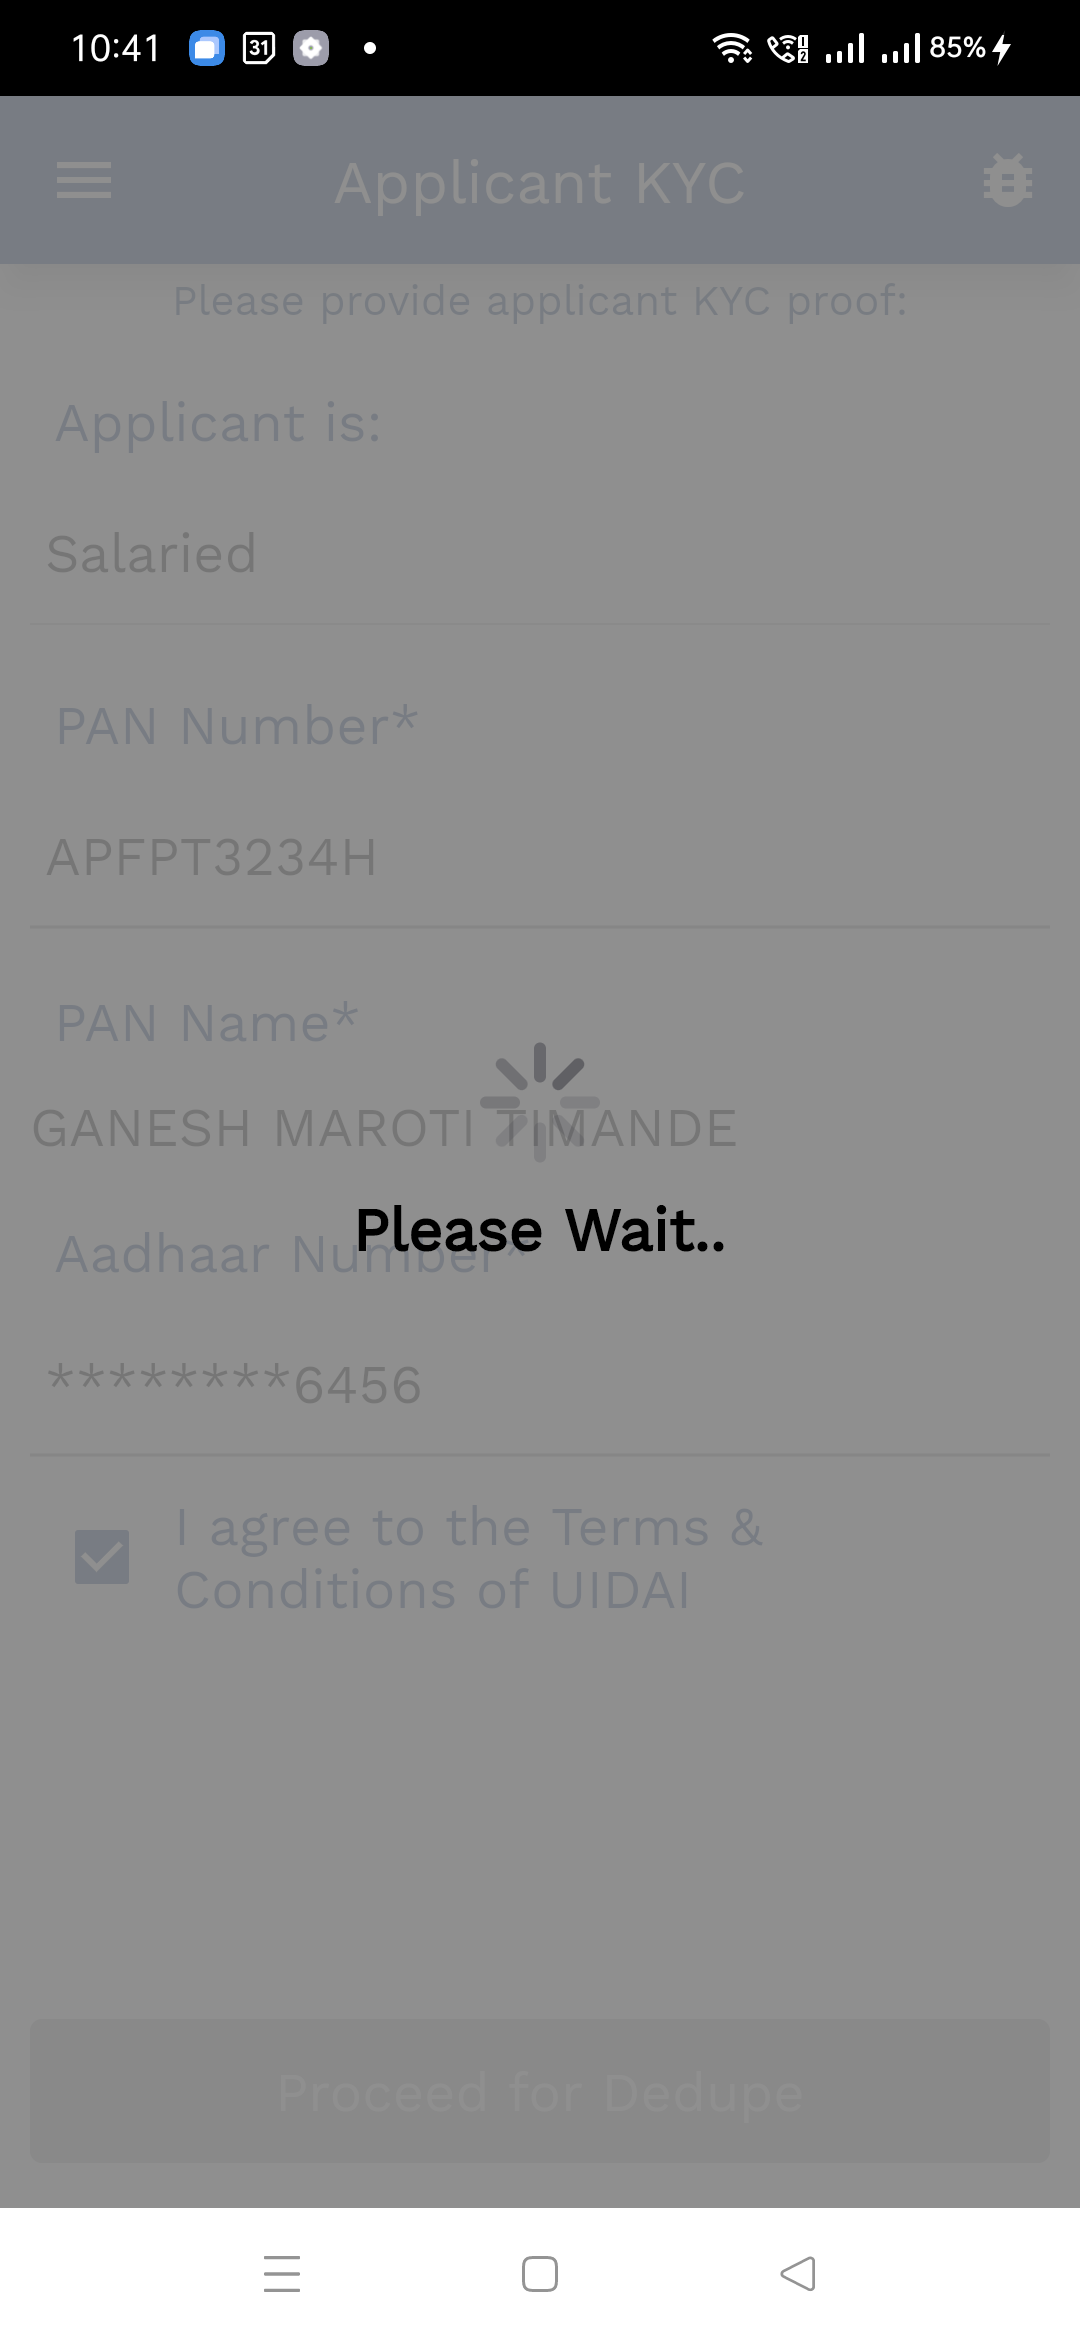 10:41
31
85%
Applicant KYC
Please provide applicant KYC proof:
Applicant is:
Salaried
PAN Number*
APFPT3234H
PAN Name*
GANESH MAROTI TIMANDE
Please Wait..
Aadhaar Number*
********6456
I agree to the Terms &
Conditions of UIDAI
Proceed for Dedupe